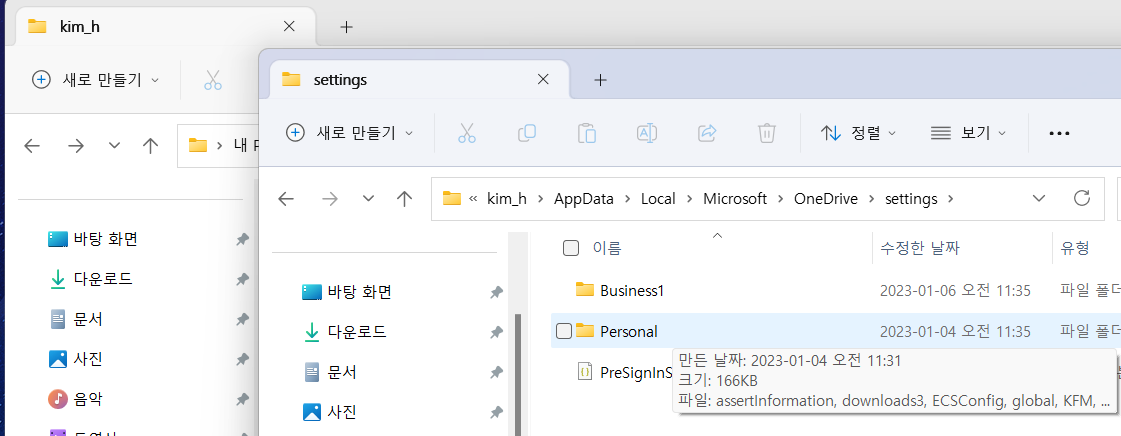 kim_h
settings
새로 만들기
새로 만들기
정렬
보기
내
« kim_h > AppData > Local > Microsoft > OneDrive > settings >
이름
수정한 날짜
유형
바탕 화면
다운로드
문서
사진
음악
바탕 화면
다운로드
문서
사진
Business1
2023-01-06 오전 11:35
파일 폴더
Personal
2023-01-04 오전 11:35
파일 폴더
PreSignInS
만든 날짜: 2023-01-04 오전 11:31
크기: 166KB
파일: assertInformation, downloads3, ECSConfig, global, KFM, ...